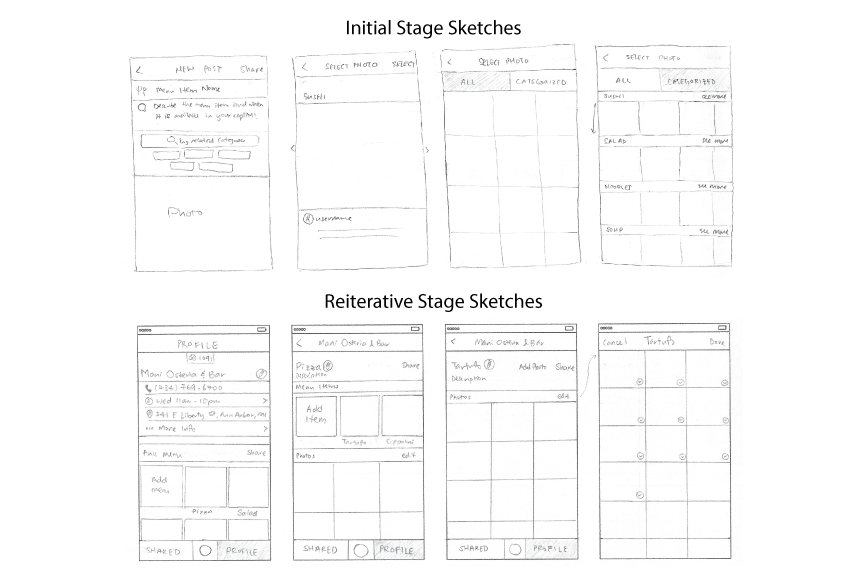 Initial Stage Sketches
< NEW POST Share
Menu Item Name
Describe the menu item and when
it is available in your caption.
Tag related Categories
Photo
< SELECT PHOTO SELECT
SUSHI
< >
username
< SELECT PHOTO
ALL CATEGORIZED
< SELECT PHOTO
ALL CATEGORIZED
SUSHI see more
SALAD see more
NOODLES see more
SOUP see more
Reiterative Stage Sketches
PROFILE
Mani Osteria & Bar
(734) 769-6700
Wed 11am-10pm >
341 E Liberty St, Ann Arbor, MI
More Info >
Full Menu Share
Add
menu
Pizza Salad
SHARED PROFILE
< Mani Osteria & Bar
Pizza Share
Description
Menu Items
Add
Item
Tartufo
Photos edit
SHARED PROFILE
< Mani Osteria & Bar
Tartufo Add Photo Share
Description
Photos edit
SHARED PROFILE
Cancel Tartufo Done